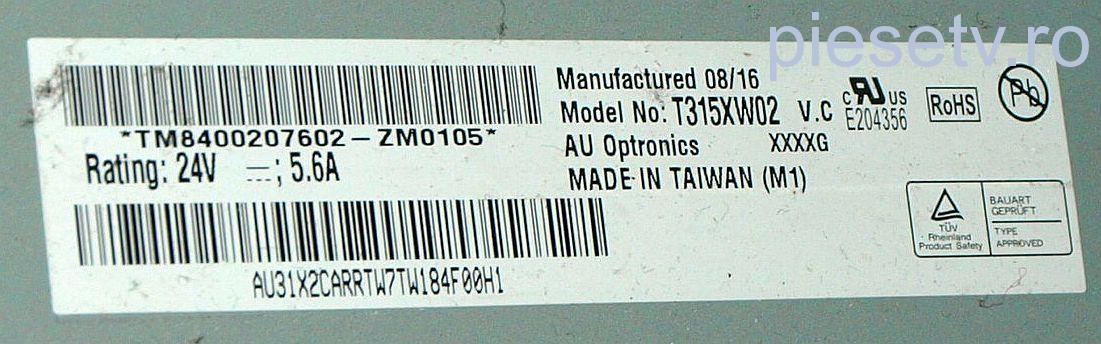 piesetv.ro
*TM8400207602-ZM0105*
Rating: 24V ⎓; 5.6A
AU31X2CARRTW7TW184F00H1
Manufactured 08/16
Model No: T315XW02 V.C
AU Optronics XXXXG
MADE IN TAIWAN (M1)
C RU US
E204356
RoHS
Pb
TÜV
Rheinland
Product Safety
BAUART
GEPRÜFT
TYPE
APPROVED